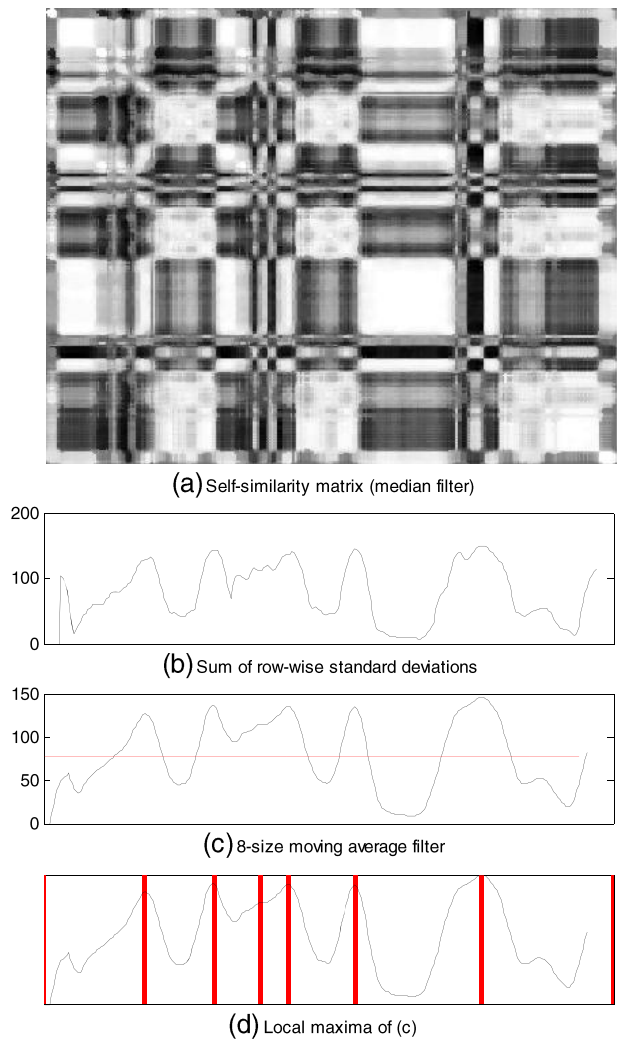 (a) Self-similarity matrix (median filter)
200
100
0
(b) Sum of row-wise standard deviations
150
100
50
0
(c) 8-size moving average filter
(d) Local maxima of (c)